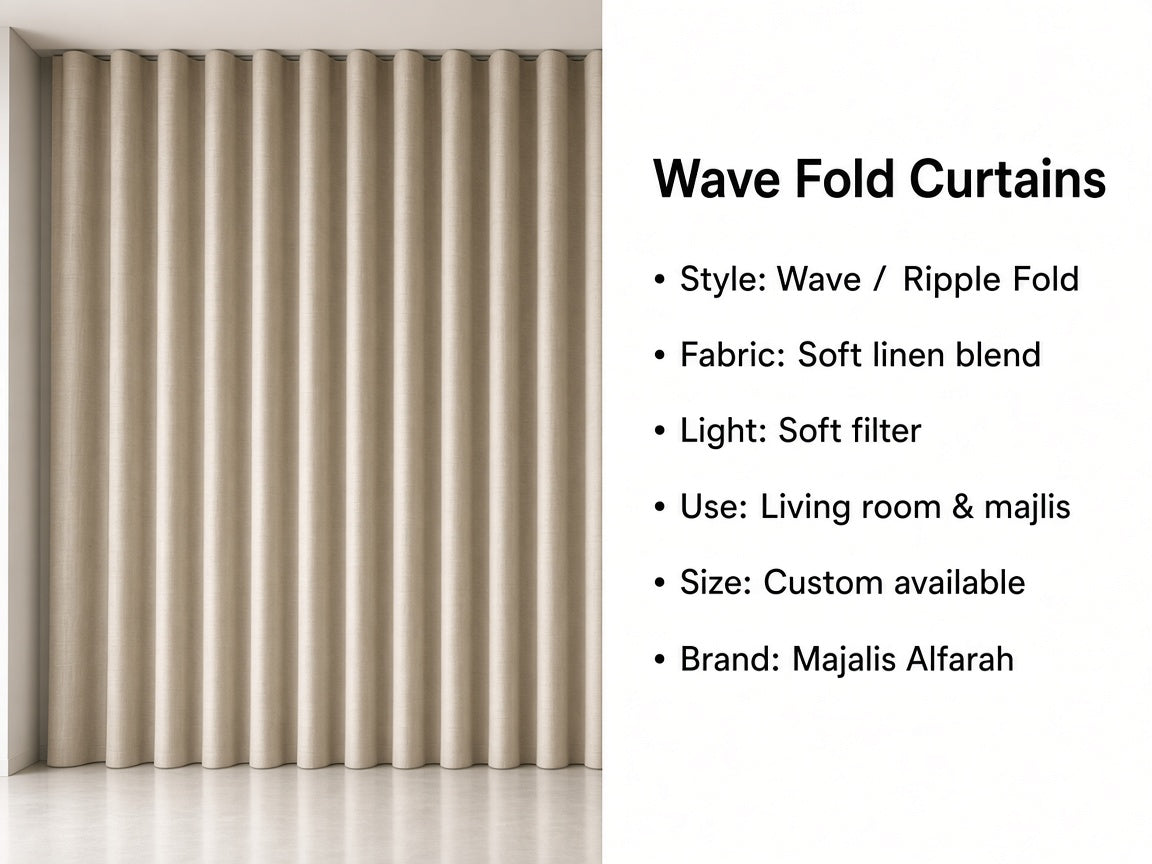 Wave Fold Curtains
• Style: Wave / Ripple Fold
• Fabric: Soft linen blend
• Light: Soft filter
• Use: Living room & majlis
• Size: Custom available
• Brand: Majalis Alfarah